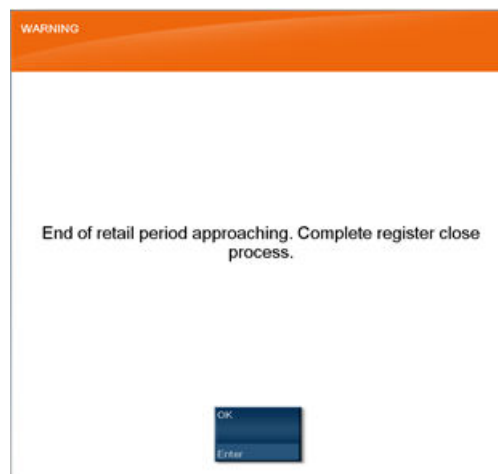 WARNING
End of retail period approaching. Complete register close
process.
OK
Enter